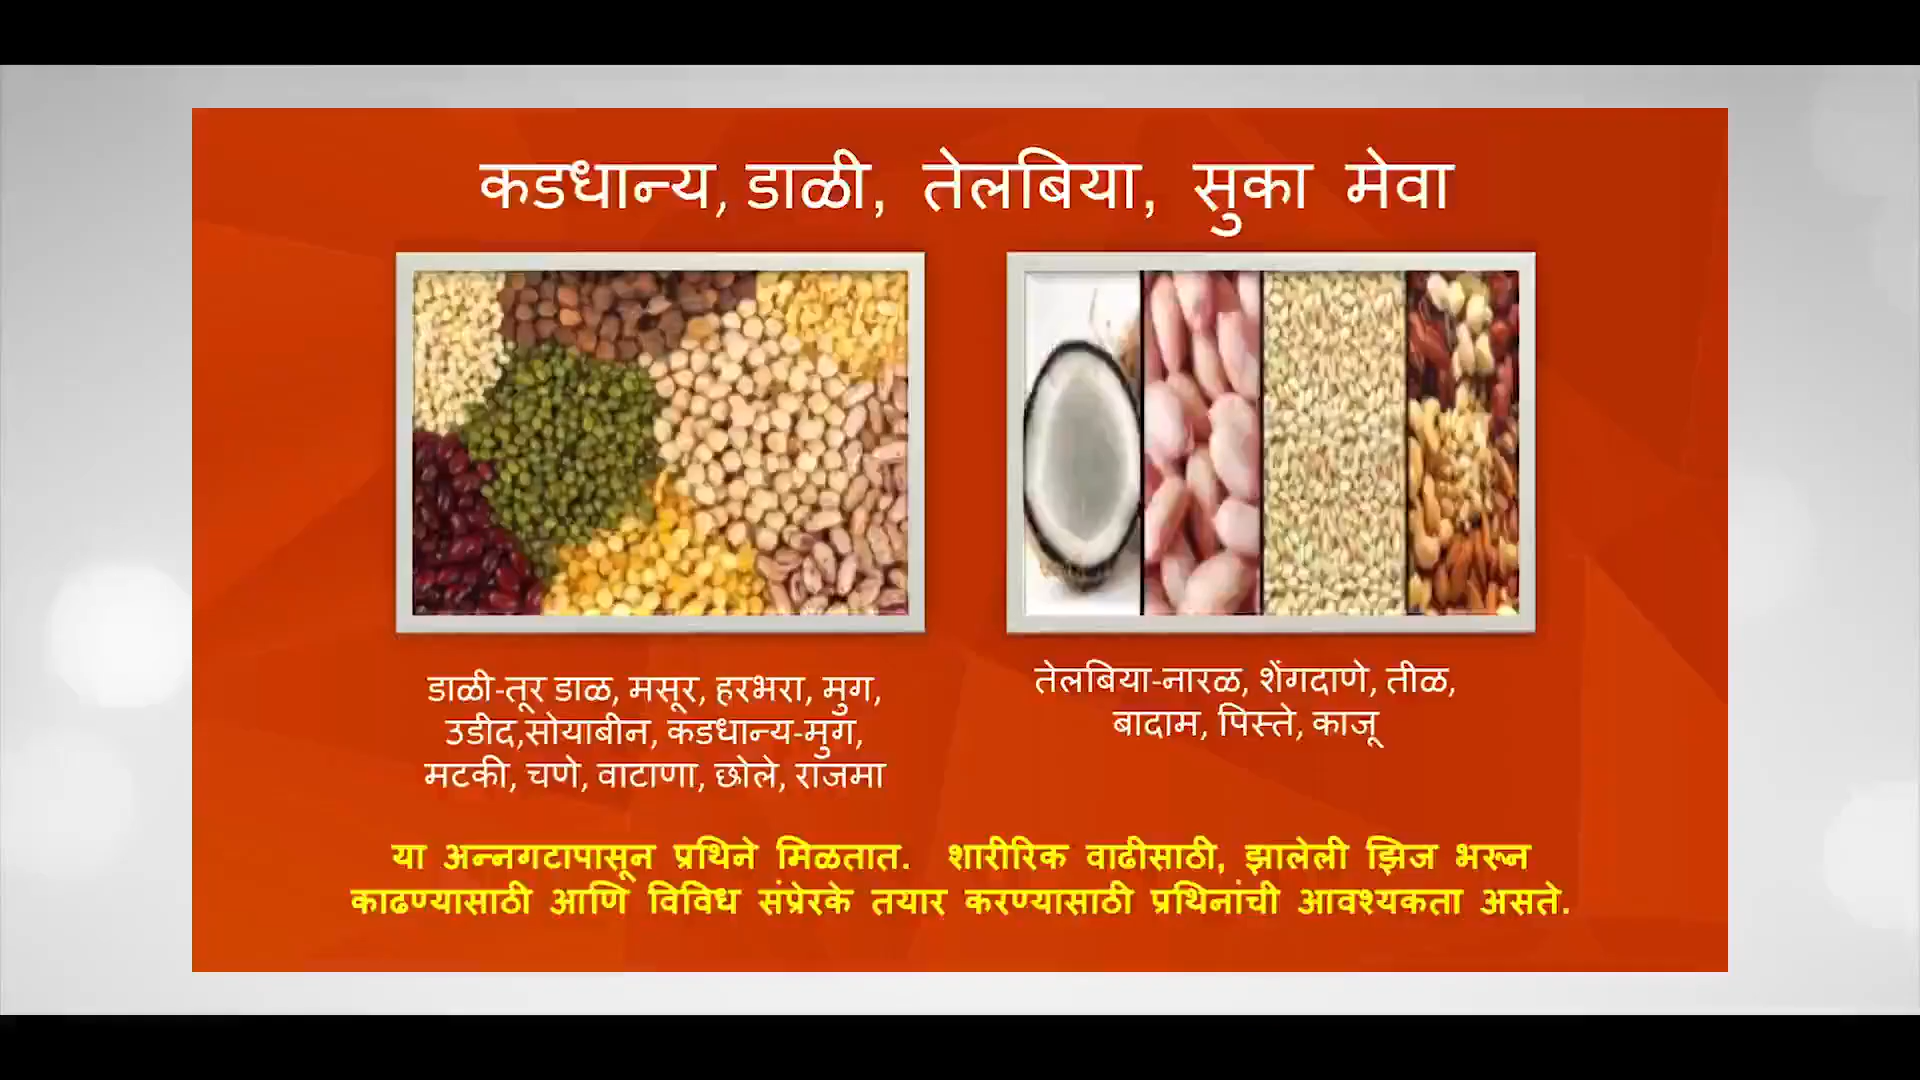 कडधान्य, डाळी, तेलबिया, सुका मेवा
डाळी-तूर डाळ, मसूर, हरभरा, मुग,
उडीद,सोयाबीन, कडधान्य-मुग,
मटकी, चणे, वाटाणा, छोले, राजमा
तेलबिया-नारळ, शेंगदाणे, तीळ,
बादाम, पिस्ते, काजू
या अन्नगटापासून प्रथिने मिळतात. शारीरिक वाढीसाठी, झालेली झिज भरून
काढण्यासाठी आणि विविध संप्रेरके तयार करण्यासाठी प्रथिनांची आवश्यकता असते.